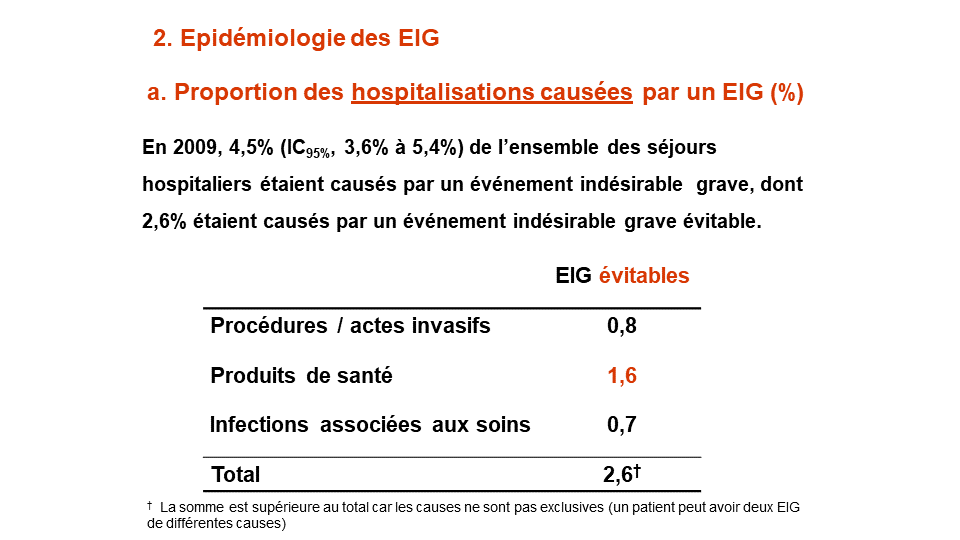 2. Epidémiologie des EIG
a. Proportion des hospitalisations causées par un EIG (%)
En 2009, 4,5% (IC95%, 3,6% à 5,4%) de l’ensemble des séjours
hospitaliers étaient causés par un événement indésirable grave, dont
2,6% étaient causés par un événement indésirable grave évitable.
EIG évitables
Procédures / actes invasifs 0,8
Produits de santé 1,6
Infections associées aux soins 0,7
Total 2,6†
† La somme est supérieure au total car les causes ne sont pas exclusives (un patient peut avoir deux EIG
de différentes causes)